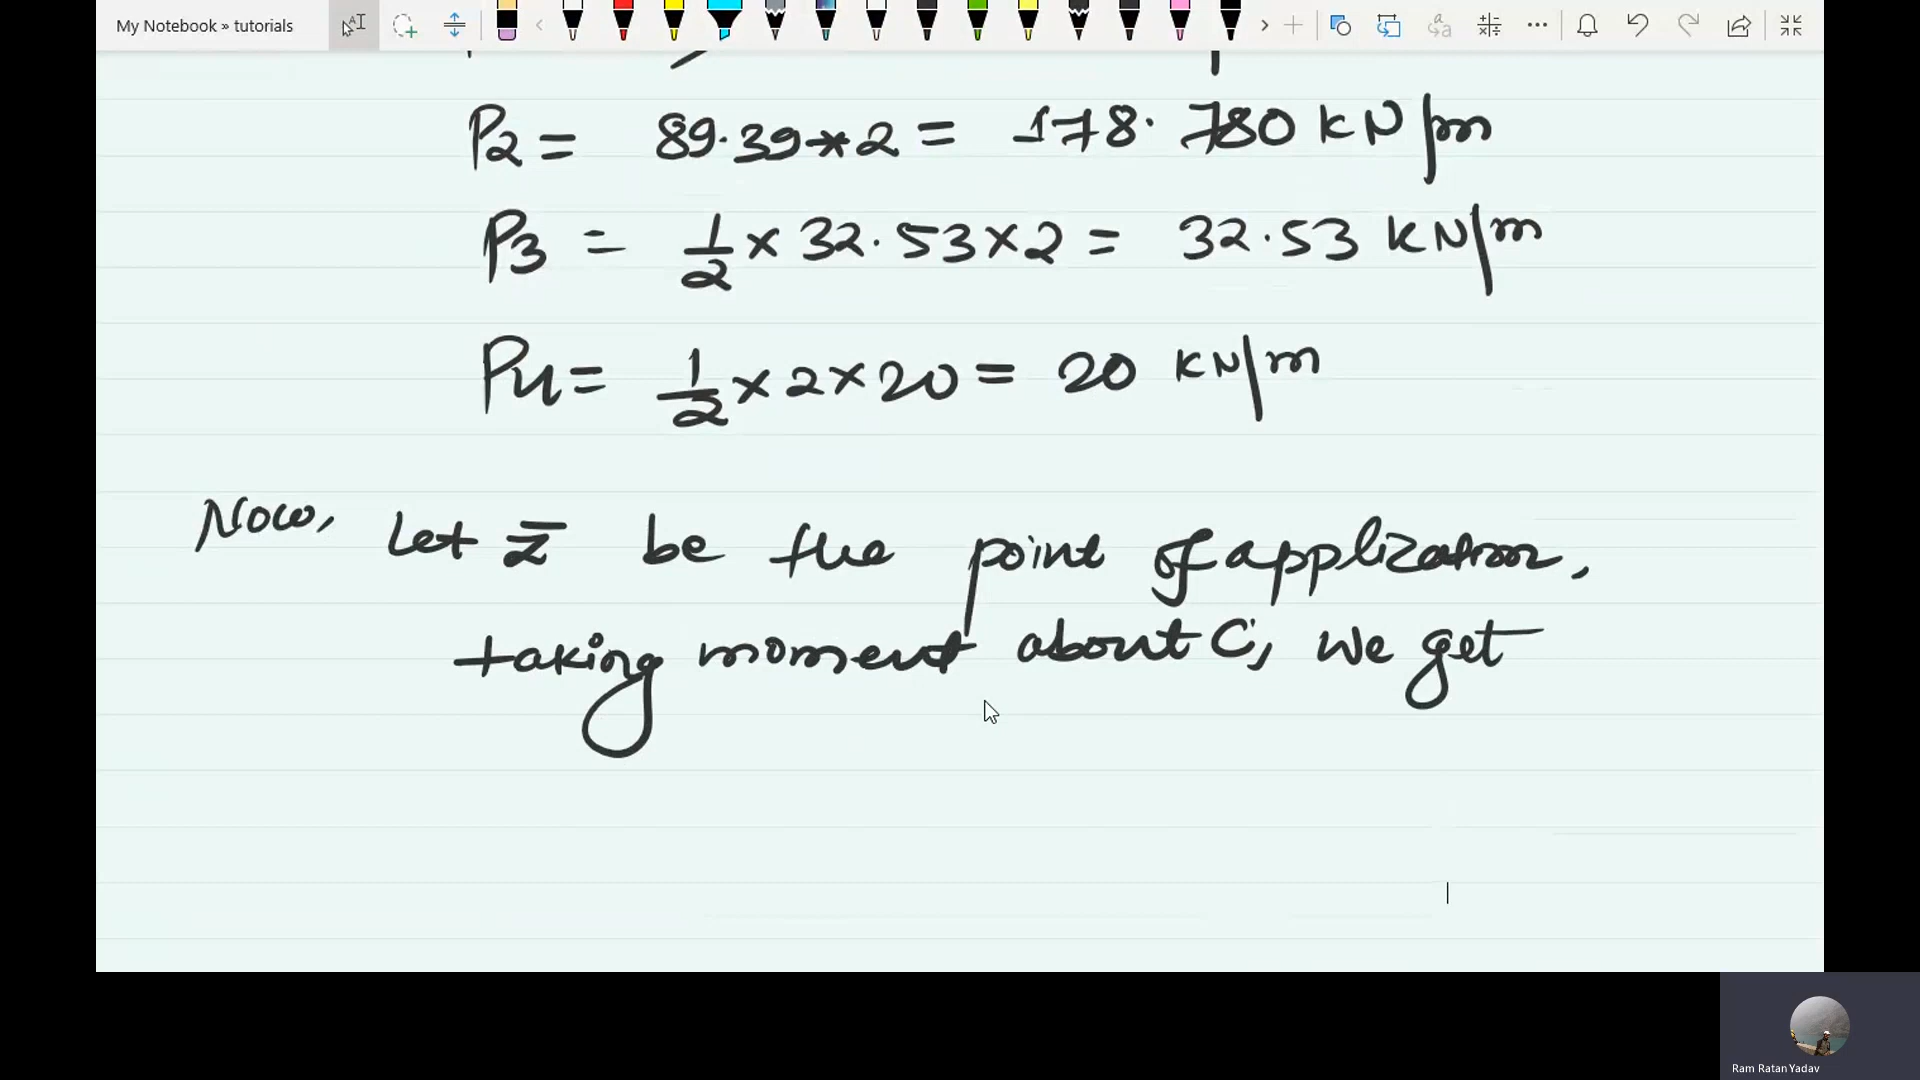 My Notebook » tutorials
P2 = 89.39*2 = 178.780 KN/m
P3 = 1/2 × 32.53×2 = 32.53 KN/m
P4 = 1/2 ×2×20 = 20 KN/m
Now, Let z̄ be the point of application,
taking moment about C, we get
Ram Ratan Yadav